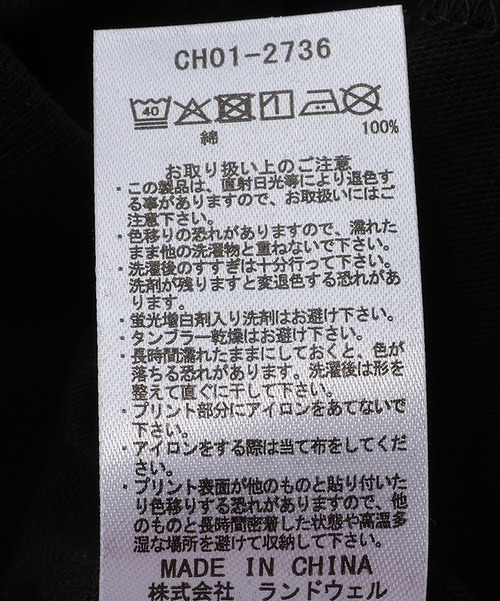 CH01-2736
40
綿 100%
お取り扱い上のご注意
・この製品は、直射日光等により退色す
る事がありますので、お取扱いにはご
注意下さい。
・色移りの恐れがありますので、濡れた
まま他の洗濯物と重ねないで下さい。
・洗濯後のすすぎは十分行って下さい。
洗剤が残りますと変退色する恐れがあ
ります。
・蛍光増白剤入り洗剤はお避け下さい。
・タンブラー乾燥はお避け下さい。
・長時間濡れたままにしておくと、色が
落ちる恐れがあります。洗濯後は形を
整えて直ぐに干して下さい。
・プリント部分にアイロンをあてないで
下さい。
・アイロンをする際は当て布をしてくだ
さい。
・プリント表面が他のものと貼り付いた
り色移りする恐れがありますので、他
のものと長時間密着した状態や高温多
湿な場所を避けて収納して下さい。
MADE IN CHINA
株式会社 ランドウェル